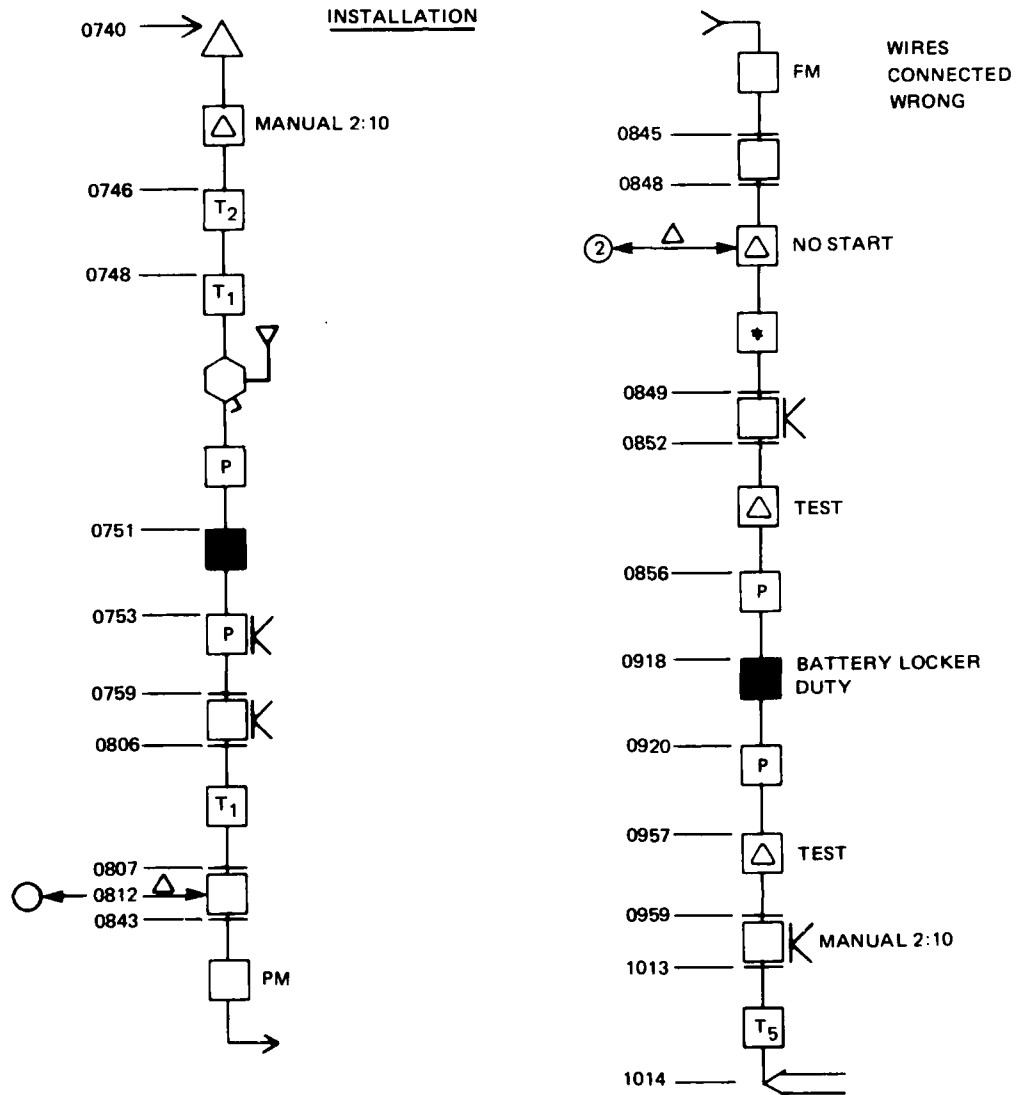 INSTALLATION
0740
MANUAL 2:10
0746
T2
0748
T1
P
0751
0753
P
0759
0806
T1
0807
0812
0843
PM
FM
WIRES
CONNECTED
WRONG
0845
0848
2
NO START
*
0849
0852
TEST
0856
P
0918
BATTERY LOCKER
DUTY
0920
P
0957
TEST
0959
MANUAL 2:10
1013
T5
1014